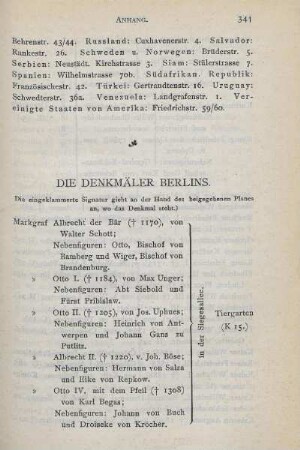 ANHANG. 341
Behrenstr. 43/44. Russland: Cuxhavenerstr. 4. Salvador:
Rankestr. 26. Schweden u. Norwegen: Brüderstr. 5.
Serbien: Neustädt. Kirchstrasse 3. Siam: Stülerstrasse 7.
Spanien: Wilhelmstrasse 70b. Südafrikan. Republik:
Französischestr. 42. Türkei: Gertraudtenstr. 16. Uruguay:
Schwedterstr. 36a. Venezuela: Landgrafenstr. 1. Ver-
einigte Staaten von Amerika: Friedrichstr. 59/60.
DIE DENKMÄLER BERLINS.
Die eingeklammerte Signatur giebt an der Hand des beigegebenen Planes
an, wo das Denkmal steht.)
Markgraf Albrecht der Bär († 1170), von
Walter Schott;
Nebenfiguren: Otto, Bischof von
Bamberg und Wiger, Bischof von
Brandenburg.
» Otto I. († 1184), von Max Unger;
Nebenfiguren: Abt Siebold und
Fürst Pribislaw.
» Otto II. († 1205), von Jos. Uphues;
Nebenfiguren: Heinrich von Ant-
werpen und Johann Gans zu
Putlitz.
» Albrecht II. († 1220), v. Joh. Böse;
Nebenfiguren: Hermann von Salza
und Eike von Repkow.
» Otto IV. mit dem Pfeil († 1308)
von Karl Begas;
Nebenfiguren: Johann von Buch
und Droiseke von Kröcher.
in der Siegesallee.
Tiergarten
(K 15.)